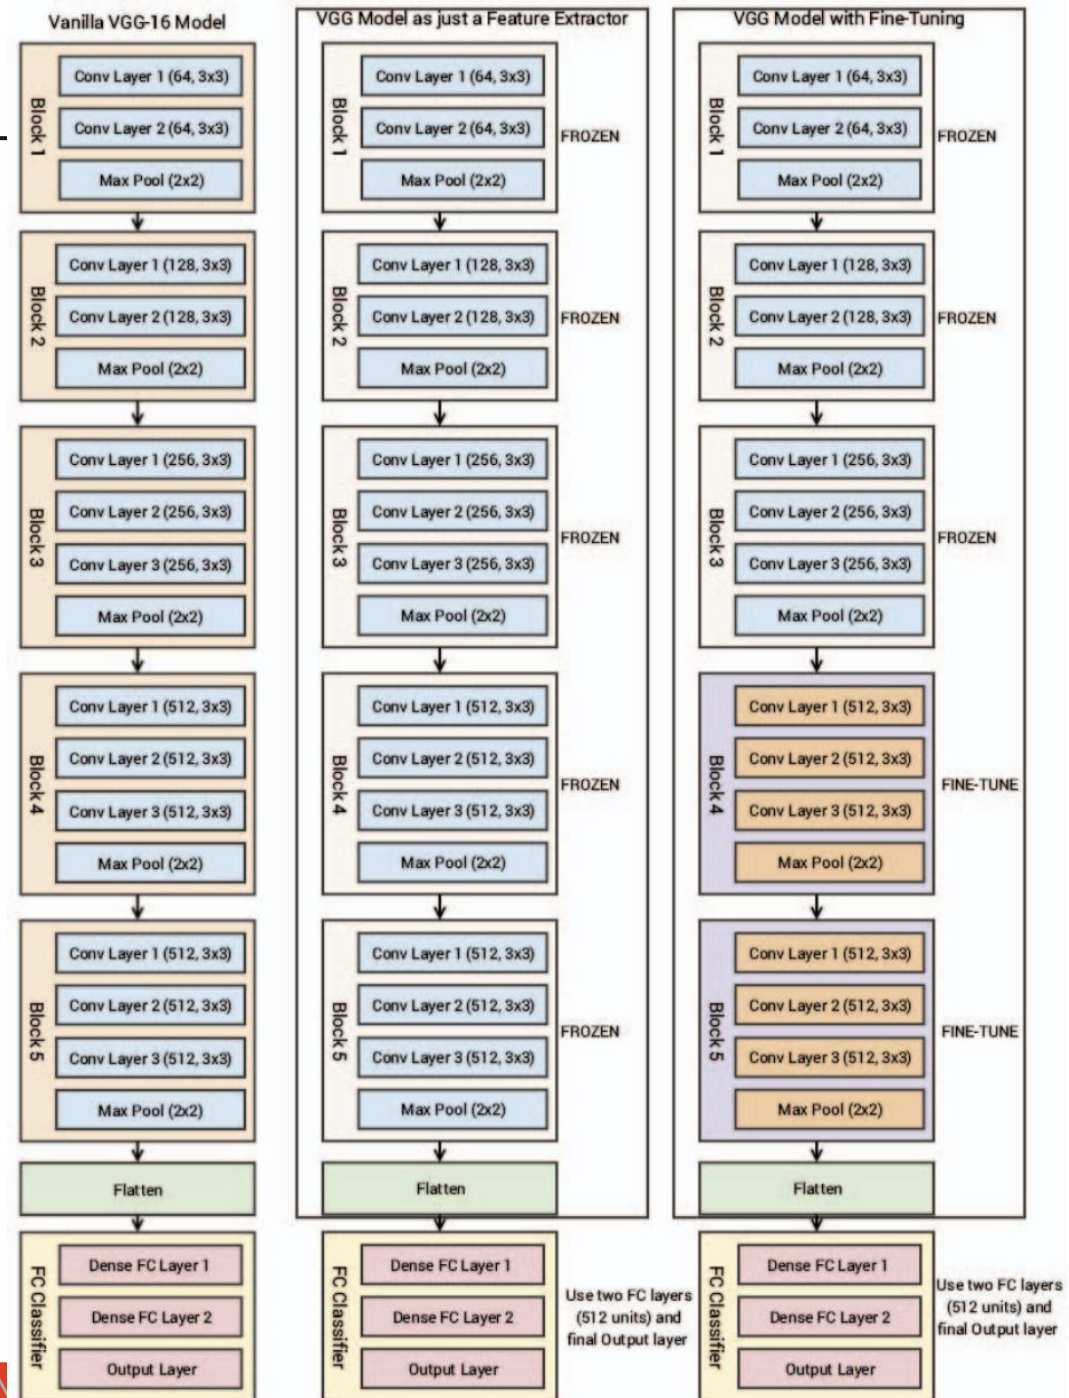 Vanilla VGG-16 Model
Block 1
Conv Layer 1 (64, 3x3)
Conv Layer 2 (64, 3x3)
Max Pool (2x2)
Block 2
Conv Layer 1 (128, 3x3)
Conv Layer 2 (128, 3x3)
Max Pool (2x2)
Block 3
Conv Layer 1 (256, 3x3)
Conv Layer 2 (256, 3x3)
Conv Layer 3 (256, 3x3)
Max Pool (2x2)
Block 4
Conv Layer 1 (512, 3x3)
Conv Layer 2 (512, 3x3)
Conv Layer 3 (512, 3x3)
Max Pool (2x2)
Block 5
Conv Layer 1 (512, 3x3)
Conv Layer 2 (512, 3x3)
Conv Layer 3 (512, 3x3)
Max Pool (2x2)
Flatten
FC Classifier
Dense FC Layer 1
Dense FC Layer 2
Output Layer
VGG Model as just a Feature Extractor
Block 1
Conv Layer 1 (64, 3x3)
Conv Layer 2 (64, 3x3)
Max Pool (2x2)
FROZEN
Block 2
Conv Layer 1 (128, 3x3)
Conv Layer 2 (128, 3x3)
Max Pool (2x2)
FROZEN
Block 3
Conv Layer 1 (256, 3x3)
Conv Layer 2 (256, 3x3)
Conv Layer 3 (256, 3x3)
Max Pool (2x2)
FROZEN
Block 4
Conv Layer 1 (512, 3x3)
Conv Layer 2 (512, 3x3)
Conv Layer 3 (512, 3x3)
Max Pool (2x2)
FROZEN
Block 5
Conv Layer 1 (512, 3x3)
Conv Layer 2 (512, 3x3)
Conv Layer 3 (512, 3x3)
Max Pool (2x2)
FROZEN
Flatten
FC Classifier
Dense FC Layer 1
Dense FC Layer 2
Output Layer
Use two FC layers
(512 units) and
final Output layer
VGG Model with Fine-Tuning
Block 1
Conv Layer 1 (64, 3x3)
Conv Layer 2 (64, 3x3)
Max Pool (2x2)
FROZEN
Block 2
Conv Layer 1 (128, 3x3)
Conv Layer 2 (128, 3x3)
Max Pool (2x2)
FROZEN
Block 3
Conv Layer 1 (256, 3x3)
Conv Layer 2 (256, 3x3)
Conv Layer 3 (256, 3x3)
Max Pool (2x2)
FROZEN
Block 4
Conv Layer 1 (512, 3x3)
Conv Layer 2 (512, 3x3)
Conv Layer 3 (512, 3x3)
Max Pool (2x2)
FINE-TUNE
Block 5
Conv Layer 1 (512, 3x3)
Conv Layer 2 (512, 3x3)
Conv Layer 3 (512, 3x3)
Max Pool (2x2)
FINE-TUNE
Flatten
FC Classifier
Dense FC Layer 1
Dense FC Layer 2
Output Layer
Use two FC layers
(512 units) and
final Output layer